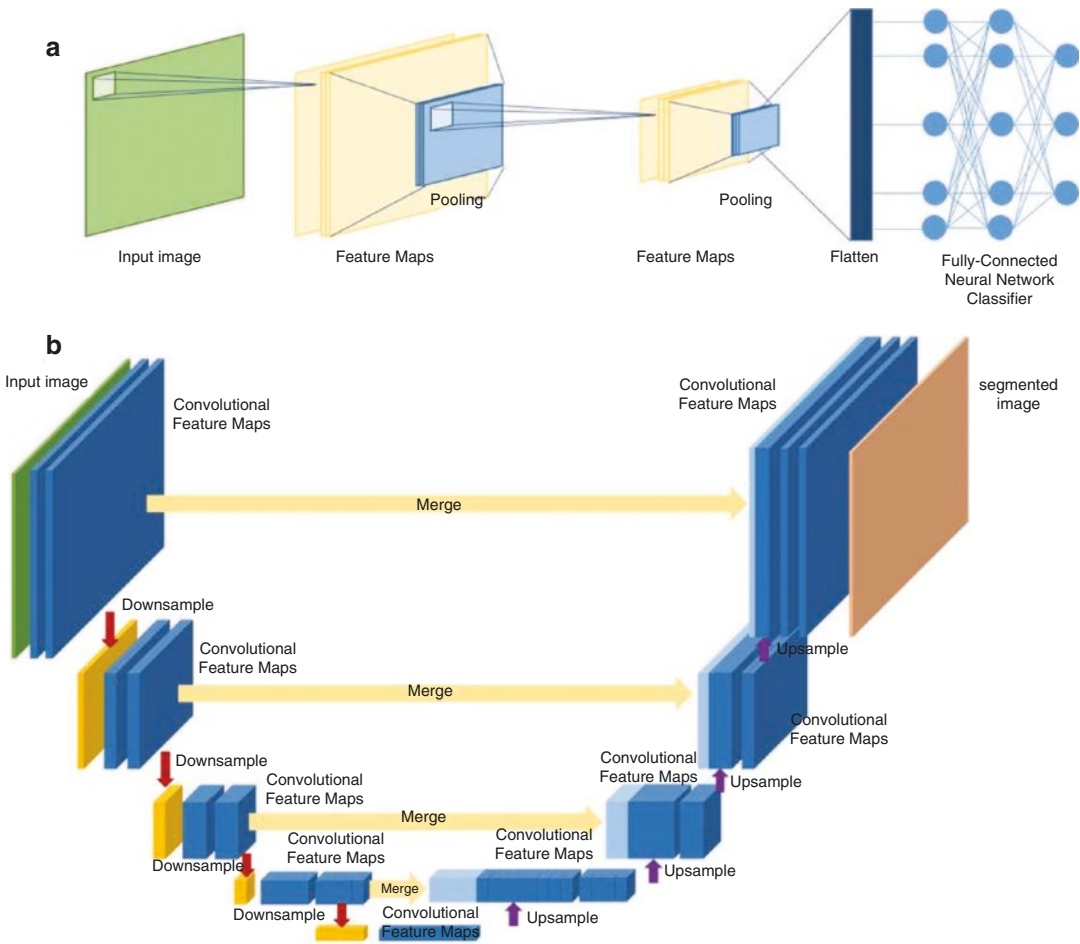 a
Pooling
Pooling
Input image
Feature Maps
Feature Maps
Flatten
Fully-Connected
Neural Network
Classifier
b
Input image
Convolutional
Feature Maps
Convolutional
Feature Maps
segmented
image
Merge
Downsample
Convolutional
Feature Maps
Upsample
Merge
Convolutional
Feature Maps
Downsample
Convolutional
Feature Maps
Convolutional
Feature Maps
Upsample
Merge
Convolutional
Feature Maps
Convolutional
Feature Maps
Downsample
Upsample
Merge
Downsample
Convolutional
Feature Maps
Upsample